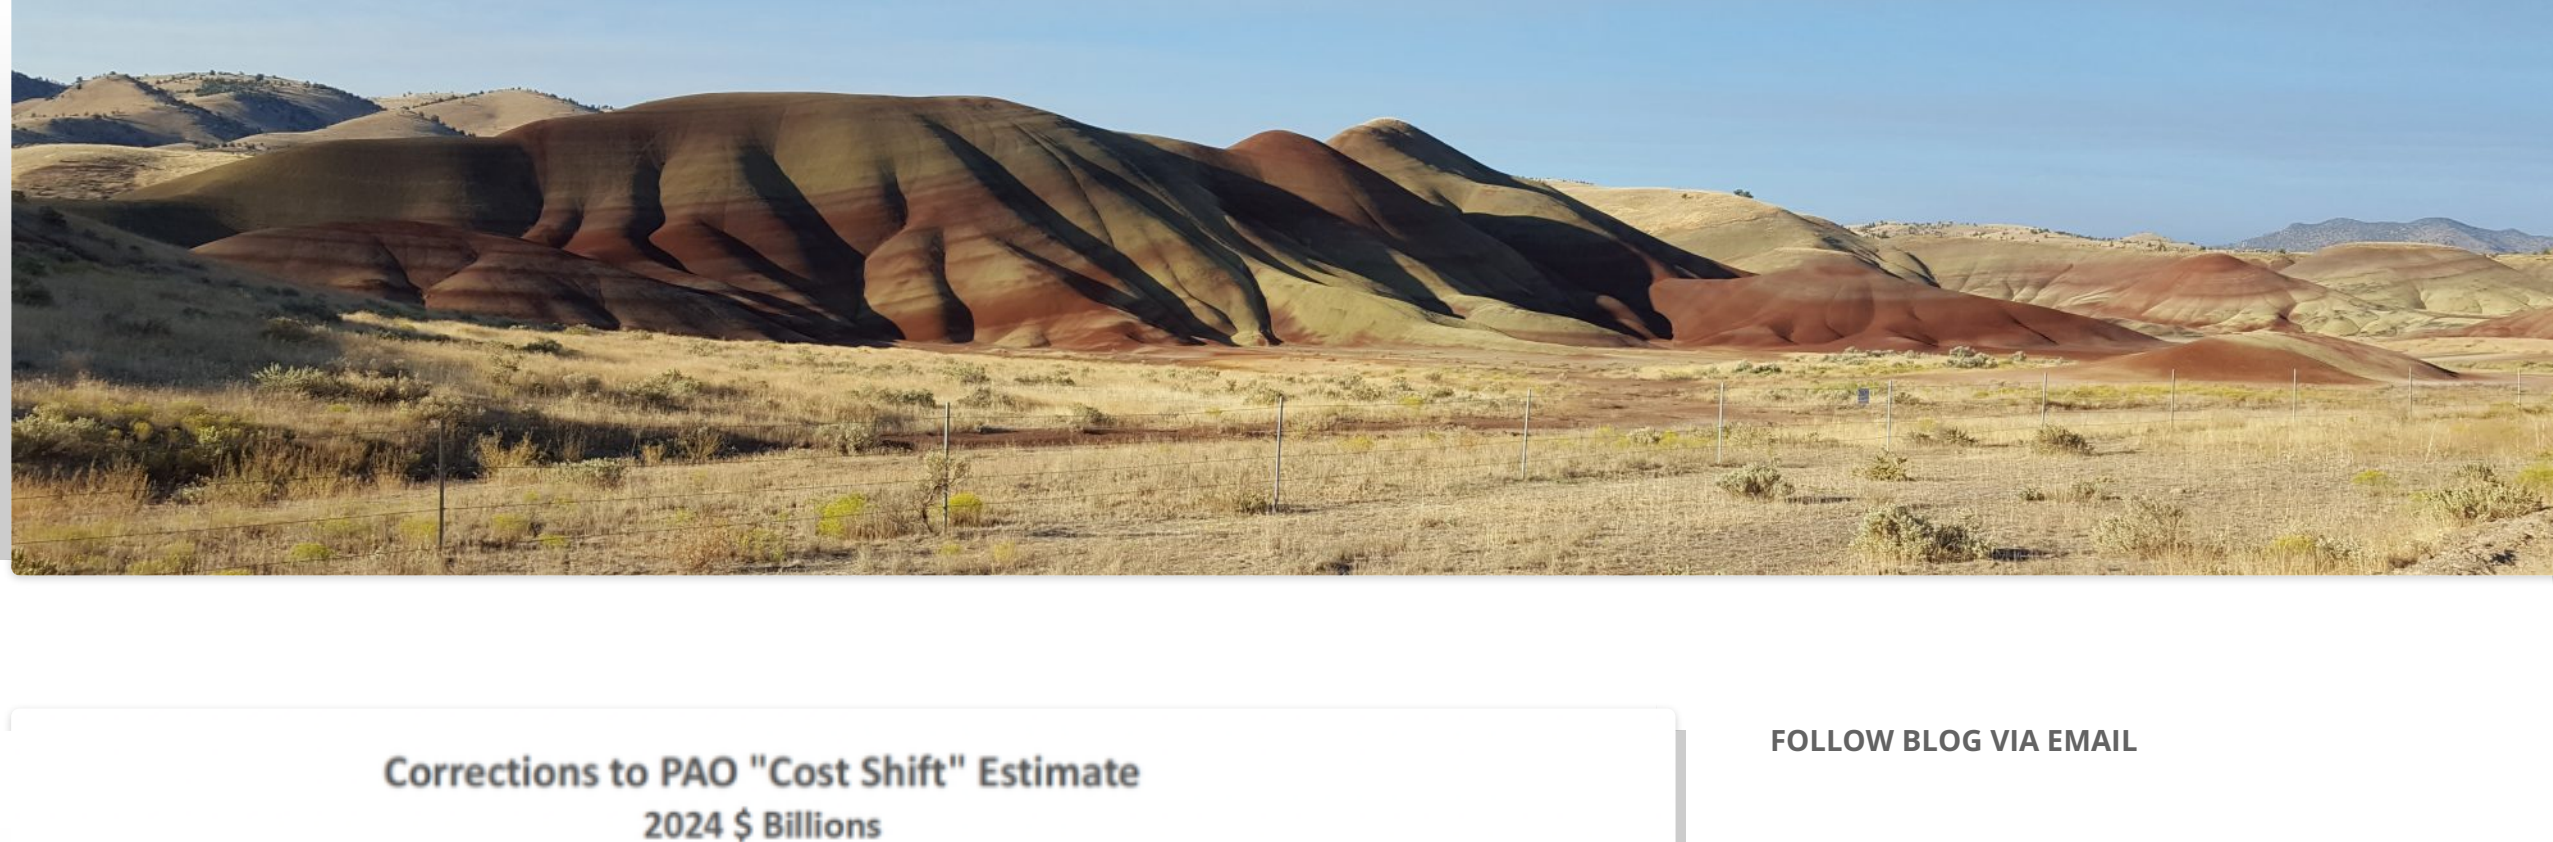 Corrections to PAO "Cost Shift" Estimate
2024 $ Billions
FOLLOW BLOG VIA EMAIL